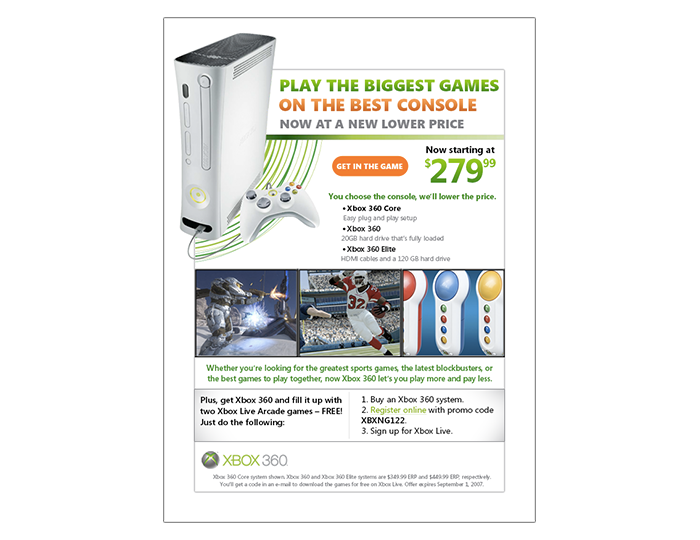 PLAY THE BIGGEST GAMES
ON THE BEST CONSOLE
NOW AT A NEW LOWER PRICE
Now starting at
GET IN THE GAME
$279.99
You choose the console, we'll lower the price.
• Xbox 360 Core
Easy plug and play setup
• Xbox 360
20GB hard drive that's fully loaded
• Xbox 360 Elite
HDMI cables and a 120 GB hard drive
32
Whether you're looking for the greatest sports games, the latest blockbusters, or
the best games to play together, now Xbox 360 let's you play more and pay less.
Plus, get Xbox 360 and fill it up with
two Xbox Live Arcade games – FREE!
Just do the following:
1. Buy an Xbox 360 system.
2. Register online with promo code
XBXNG122.
3. Sign up for Xbox Live.
XBOX 360
Xbox 360 Core system shown. Xbox 360 and Xbox 360 Elite systems are $349.99 ERP and $449.99 ERP, respectively.
You'll get a code in an e-mail to download the games for free on Xbox Live. Offer expires September 1, 2007.